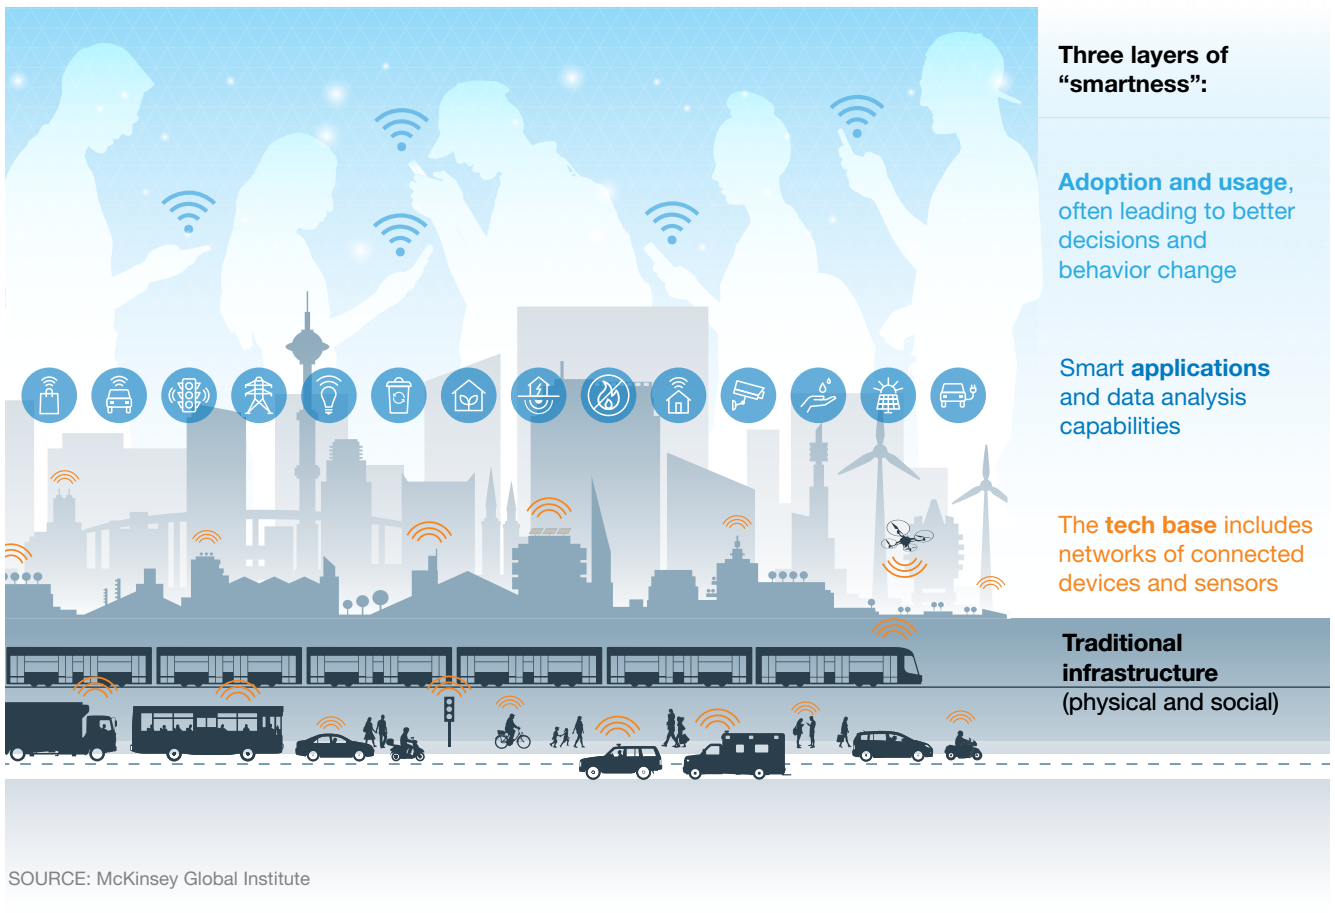 Three layers of
“smartness”:
Adoption and usage,
often leading to better
decisions and
behavior change
Smart applications
and data analysis
capabilities
The tech base includes
networks of connected
devices and sensors
Traditional
infrastructure
(physical and social)
SOURCE: McKinsey Global Institute